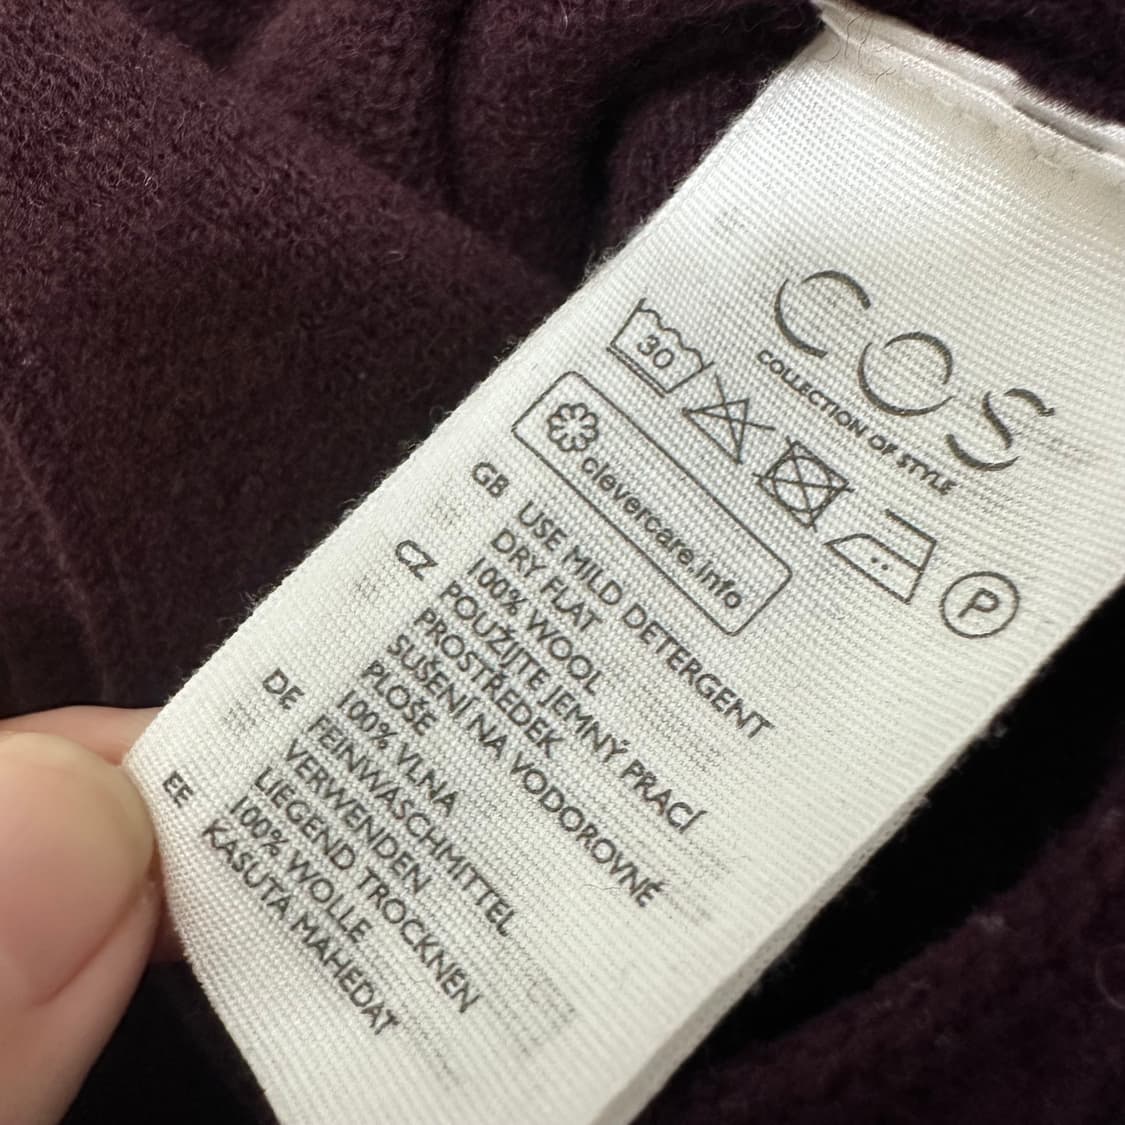 COS
COLLECTION OF STYLE
30
P
clevercare.info
GB USE MILD DETERGENT
DRY FLAT
100% WOOL
CZ POUŽIJTE JEMNÝ PRACÍ
PROSTŘEDEK
SUŠENÍ NA VODOROVNÉ
PLOŠE
100% VLNA
DE FEINWASCHMITTEL
VERWENDEN
LIEGEND TROCKNEN
100% WOLLE
EE KASUTA MAHEDAT